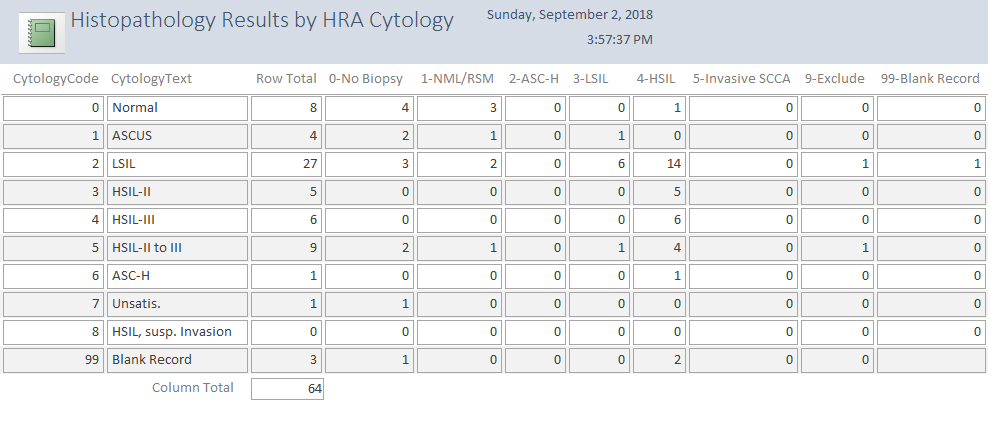 Histopathology Results by HRA Cytology
Sunday, September 2, 2018
3:57:37 PM
CytologyCode CytologyText Row Total 0-No Biopsy 1-NML/RSM 2-ASC-H 3-LSIL 4-HSIL 5-Invasive SCCA 9-Exclude 99-Blank Record
0 Normal 8 4 3 0 0 1 0 0 0
1 ASCUS 4 2 1 0 1 0 0 0 0
2 LSIL 27 3 2 0 6 14 0 1 1
3 HSIL-II 5 0 0 0 0 5 0 0 0
4 HSIL-III 6 0 0 0 0 6 0 0 0
5 HSIL-II to III 9 2 1 0 1 4 0 1 0
6 ASC-H 1 0 0 0 0 1 0 0 0
7 Unsatis. 1 1 0 0 0 0 0 0 0
8 HSIL, susp. Invasion 0 0 0 0 0 0 0 0 0
99 Blank Record 3 1 0 0 0 2 0 0
Column Total 64